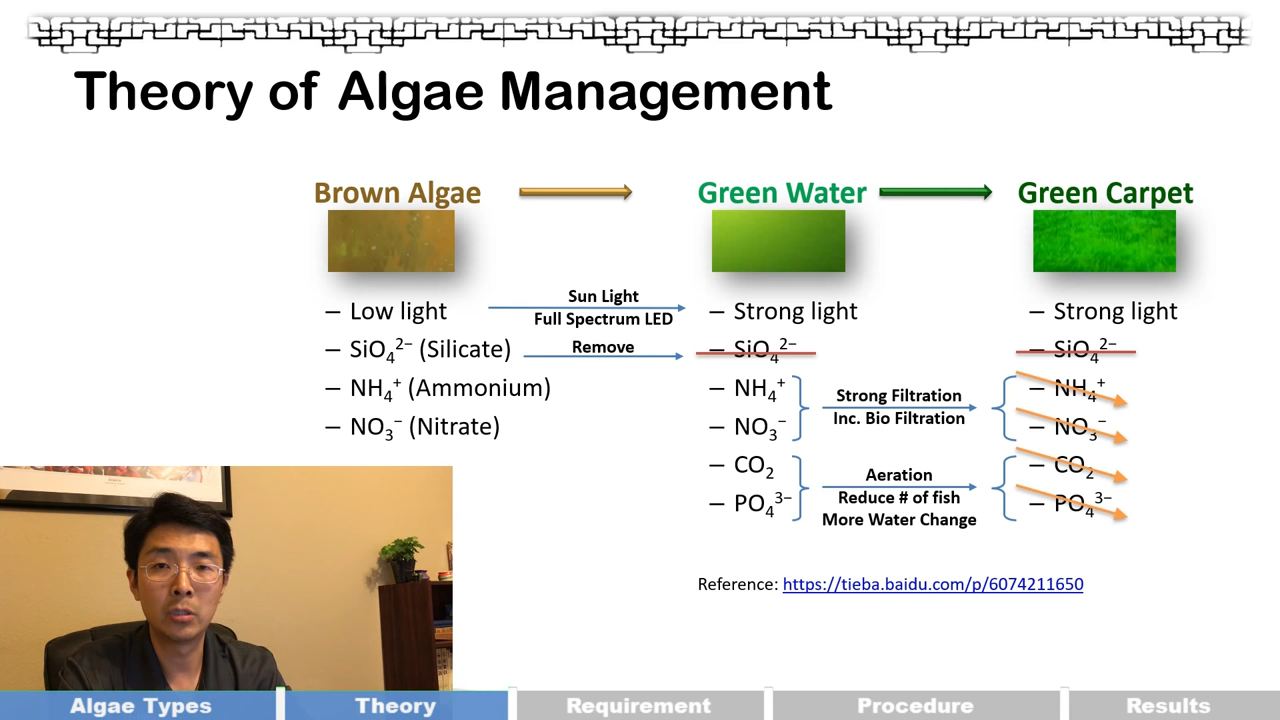 Theory of Algae Management
Brown Algae
Green Water
Green Carpet
– Low light
– SiO₄²⁻ (Silicate)
– NH₄⁺ (Ammonium)
– NO₃⁻ (Nitrate)
Sun Light
Full Spectrum LED
Remove
– Strong light
– SiO₄²⁻
– NH₄⁺
– NO₃⁻
– CO₂
– PO₄³⁻
Strong Filtration
Inc. Bio Filtration
Aeration
Reduce # of fish
More Water Change
– Strong light
– SiO₄²⁻
– NH₄⁺
– NO₃⁻
– CO₂
– PO₄³⁻
Reference: https://tieba.baidu.com/p/6074211650
Algae Types
Theory
Requirement
Procedure
Results